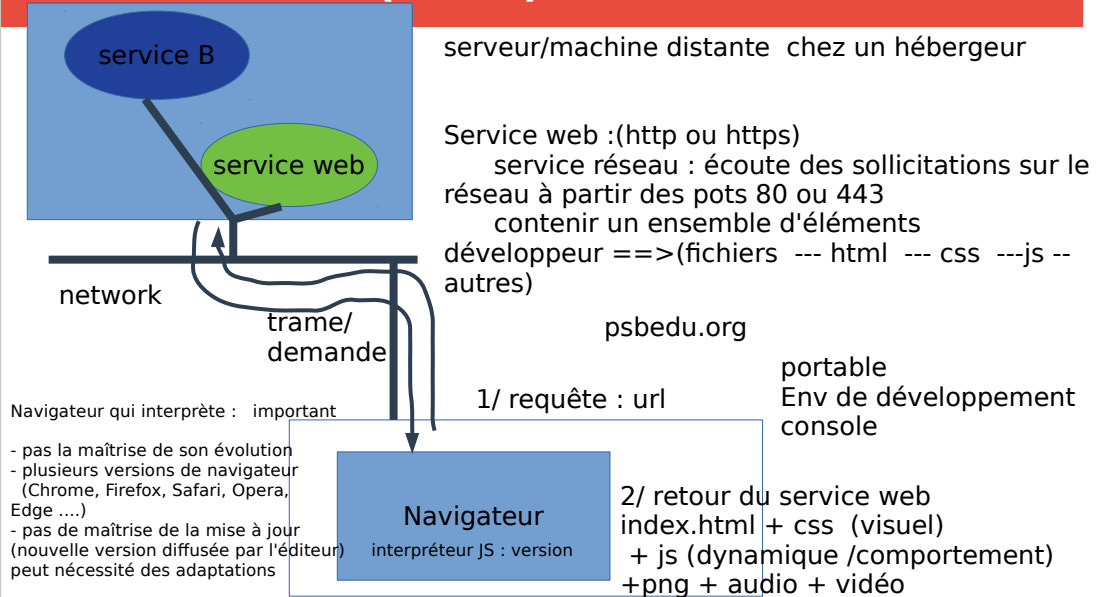 service B
service web
serveur/machine distante  chez un hébergeur
Service web :(http ou https)
service réseau : écoute des sollicitations sur le
réseau à partir des pots 80 ou 443
contenir un ensemble d'éléments
développeur ==>(fichiers  --- html  --- css  ---js --
autres)
network
trame/
demande
psbedu.org
portable
Env de développement
console
1/ requête : url
Navigateur qui interprète :   important
- pas la maîtrise de son évolution
- plusieurs versions de navigateur
(Chrome, Firefox, Safari, Opera,
Edge ....)
- pas de maîtrise de la mise à jour
(nouvelle version diffusée par l'éditeur)
peut nécessité des adaptations
Navigateur
interpréteur JS : version
2/ retour du service web
index.html + css  (visuel)
+ js (dynamique /comportement)
+png + audio + vidéo